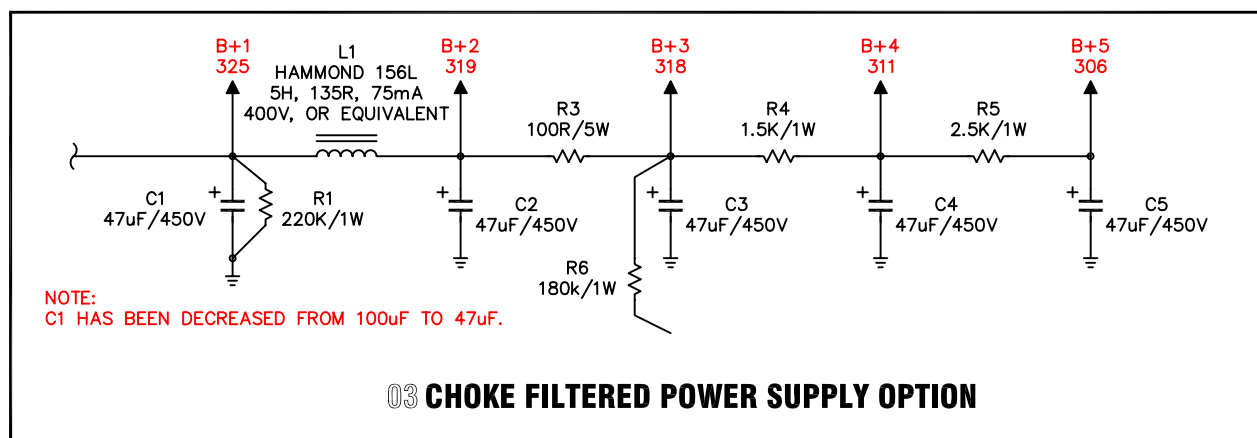 B+1
325
L1
HAMMOND 156L
5H, 135R, 75mA
400V, OR EQUIVALENT
B+2
319
B+3
318
B+4
311
B+5
306
R3
100R/5W
R4
1.5K/1W
R5
2.5K/1W
+
C1
47uF/450V
R1
220K/1W
+
C2
47uF/450V
+
C3
47uF/450V
+
C4
47uF/450V
+
C5
47uF/450V
R6
180k/1W
NOTE:
C1 HAS BEEN DECREASED FROM 100uF TO 47uF.
03 CHOKE FILTERED POWER SUPPLY OPTION